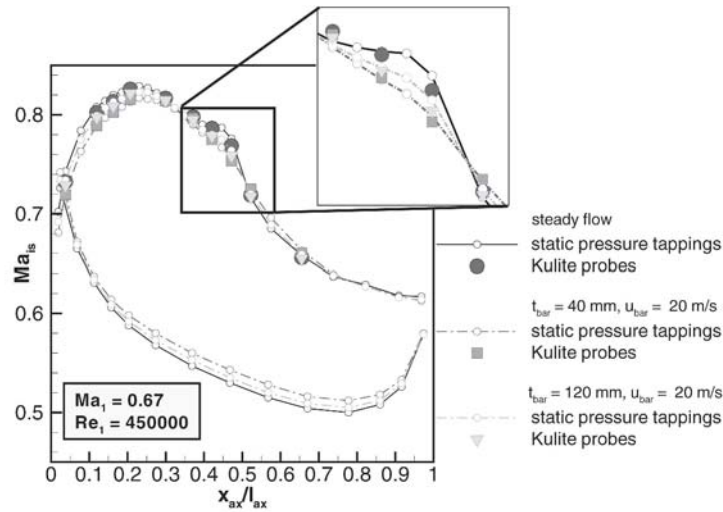 0.8
0.7
0.6
0.5
Ma_is
0 0.1 0.2 0.3 0.4 0.5 0.6 0.7 0.8 0.9 1
x_ax/l_ax
Ma_1 = 0.67
Re_1 = 450000
steady flow
static pressure tappings
Kulite probes
t_bar = 40 mm, u_bar = 20 m/s
static pressure tappings
Kulite probes
t_bar = 120 mm, u_bar = 20 m/s
static pressure tappings
Kulite probes